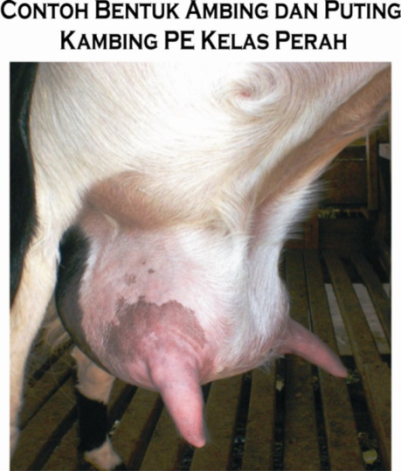 CONTOH BENTUK AMBING DAN PUTING
KAMBING PE KELAS PERAH